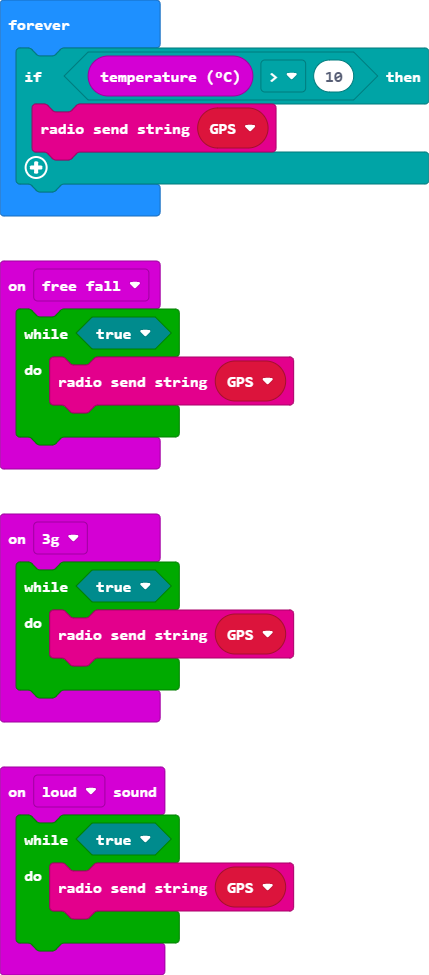 forever
if temperature (ºC) > 10 then
radio send string GPS
on free fall
while true
do
radio send string GPS
on 3g
while true
do
radio send string GPS
on loud sound
while true
do
radio send string GPS